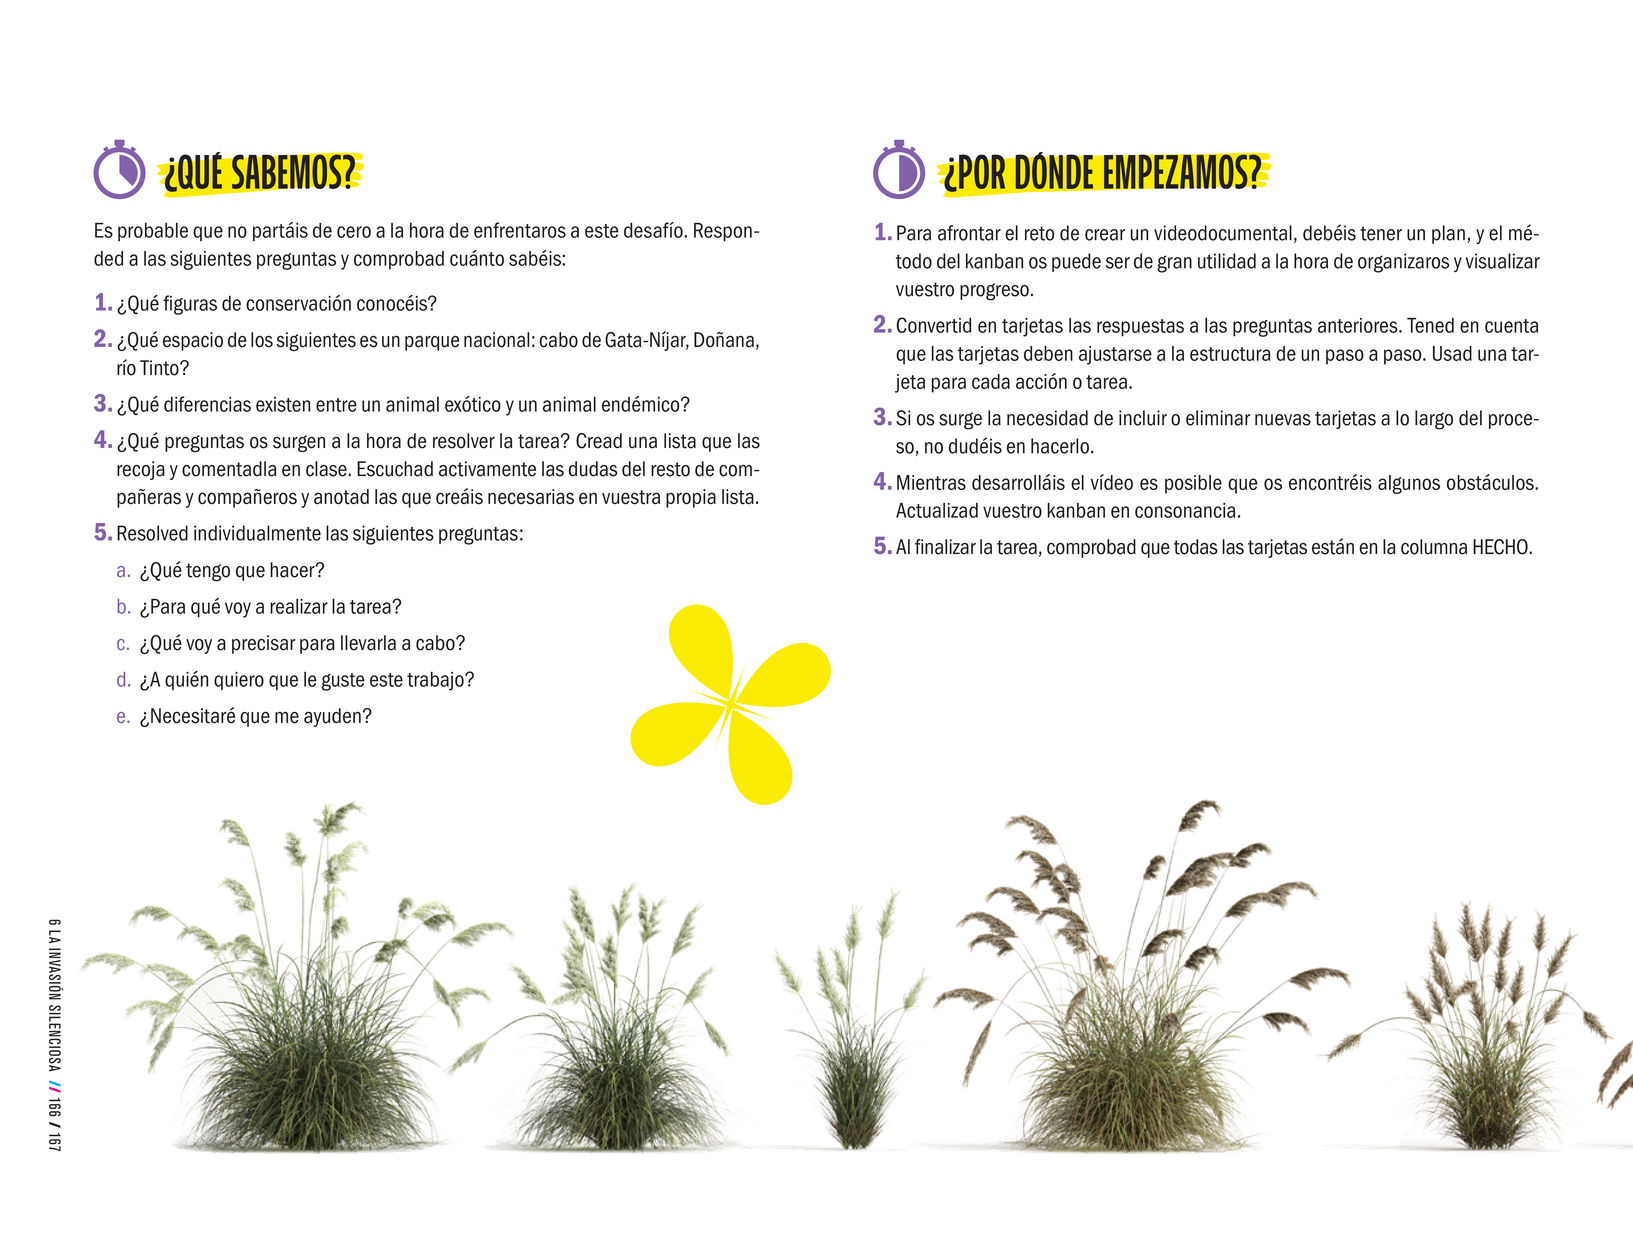 ¿QUÉ SABEMOS?
Es probable que no partáis de cero a la hora de enfrentaros a este desafío. Respon-
ded a las siguientes preguntas y comprobad cuánto sabéis:
1. ¿Qué figuras de conservación conocéis?
2. ¿Qué espacio de los siguientes es un parque nacional: cabo de Gata-Níjar, Doñana,
río Tinto?
3. ¿Qué diferencias existen entre un animal exótico y un animal endémico?
4. ¿Qué preguntas os surgen a la hora de resolver la tarea? Cread una lista que las
recoja y comentadla en clase. Escuchad activamente las dudas del resto de com-
pañeras y compañeros y anotad las que creáis necesarias en vuestra propia lista.
5. Resolved individualmente las siguientes preguntas:
a. ¿Qué tengo que hacer?
b. ¿Para qué voy a realizar la tarea?
c. ¿Qué voy a precisar para llevarla a cabo?
d. ¿A quién quiero que le guste este trabajo?
e. ¿Necesitaré que me ayuden?
¿POR DÓNDE EMPEZAMOS?
1. Para afrontar el reto de crear un videodocumental, debéis tener un plan, y el mé-
todo del kanban os puede ser de gran utilidad a la hora de organizaros y visualizar
vuestro progreso.
2. Convertid en tarjetas las respuestas a las preguntas anteriores. Tened en cuenta
que las tarjetas deben ajustarse a la estructura de un paso a paso. Usad una tar-
jeta para cada acción o tarea.
3. Si os surge la necesidad de incluir o eliminar nuevas tarjetas a lo largo del proce-
so, no dudéis en hacerlo.
4. Mientras desarrolláis el vídeo es posible que os encontréis algunos obstáculos.
Actualizad vuestro kanban en consonancia.
5. Al finalizar la tarea, comprobad que todas las tarjetas están en la columna HECHO.
6 LA INVASIÓN SILENCIOSA // 166 / 167